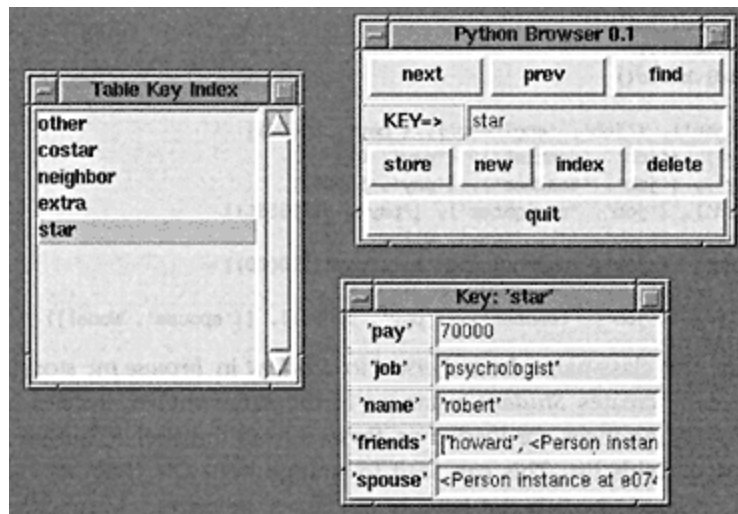 Table Key Index
other
costar
neighbor
extra
star
Python Browser 0.1
next prev find
KEY=> star
store new index delete
quit
Key: 'star'
'pay' 70000
'job' "psychologist"
'name' "robert"
'friends' ["howard", <Person instan
'spouse' <Person instance at e074